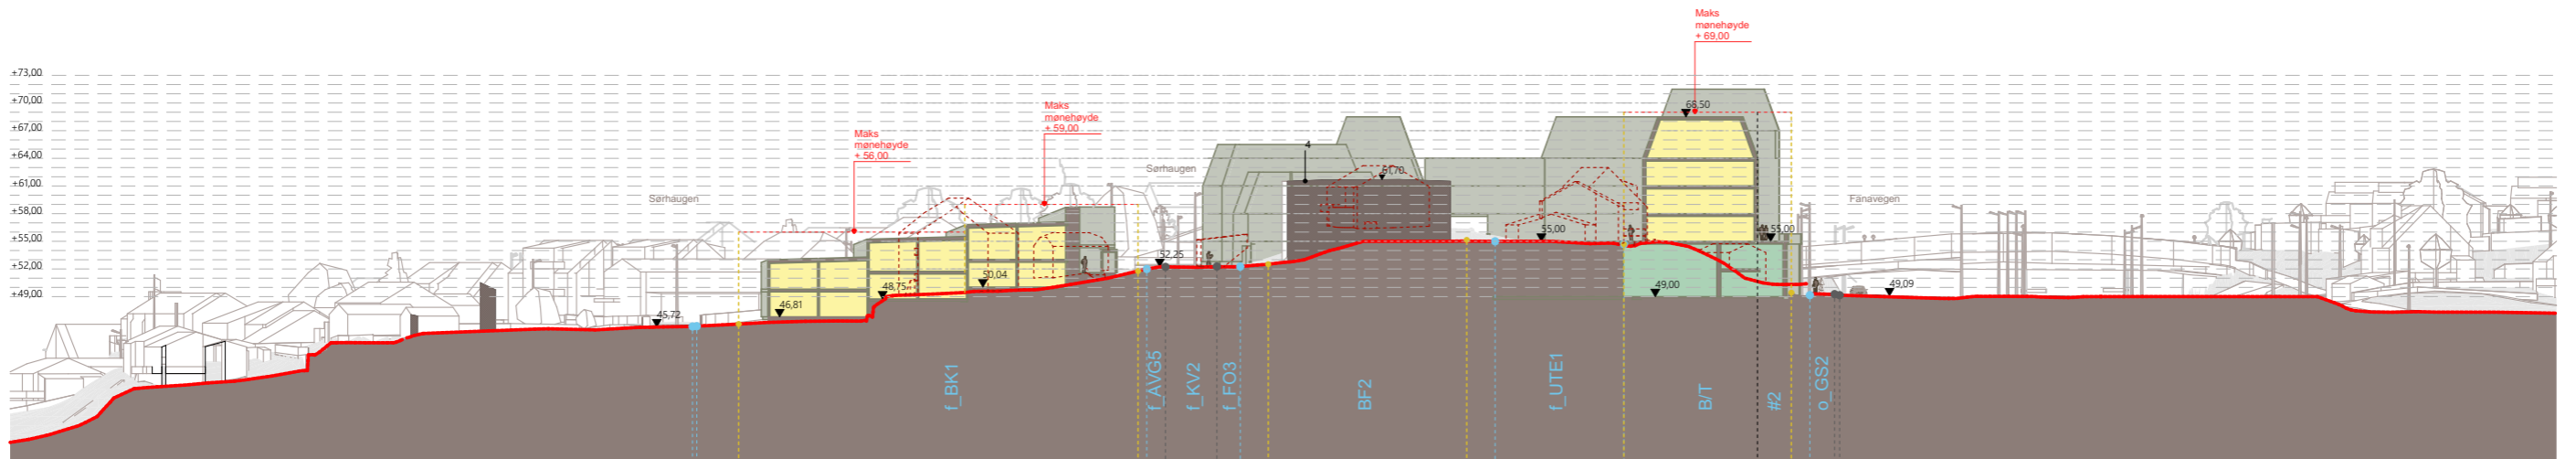 Maks
mønehøyde
+ 69,00
+73,00
+70,00
+67,00
+64,00
+61,00
+58,00
+55,00
+52,00
+49,00
Maks
mønehøyde
+ 56,00
Maks
mønehøyde
+ 59,00
Sørhaugen
Sørhaugen
Fanavegen
4
61,70
68,50
55,00
55,00
52,25
50,04
48,75
46,81
45,72
49,00
49,09
f_BK1
f_AVG5
f_KV2
f_FO3
BF2
f_UTE1
B/T
#2
o_GS2